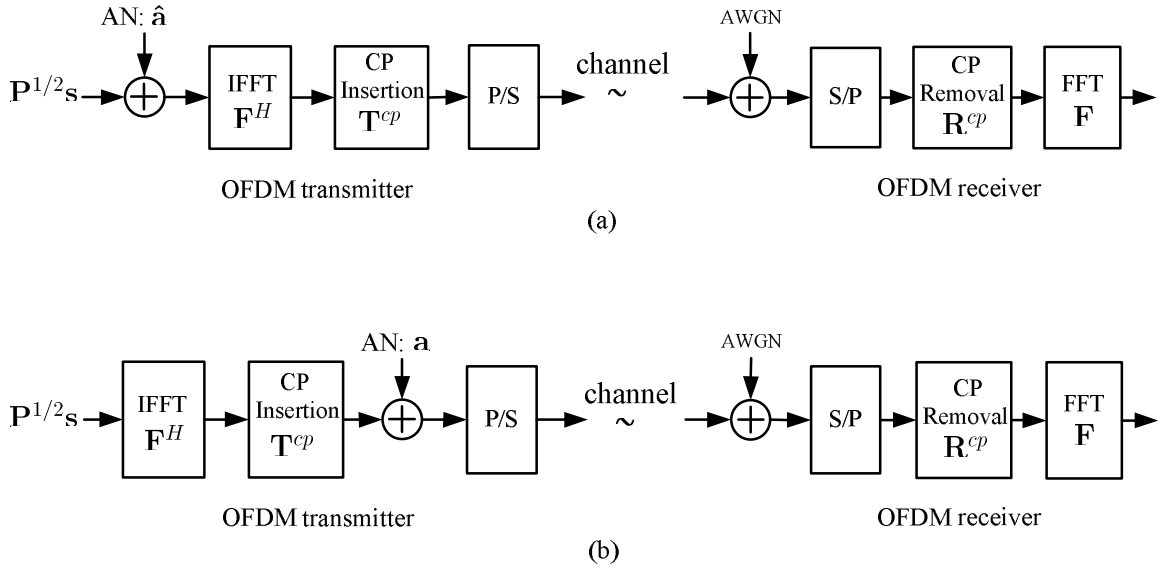 AN: â
AWGN
P^{1/2}s
IFFT
F^H
CP
Insertion
T^{cp}
P/S
channel
~
S/P
CP
Removal
R^{cp}
FFT
F
OFDM transmitter
OFDM receiver
(a)
AN: a
AWGN
P^{1/2}s
IFFT
F^H
CP
Insertion
T^{cp}
P/S
channel
~
S/P
CP
Removal
R^{cp}
FFT
F
OFDM transmitter
OFDM receiver
(b)